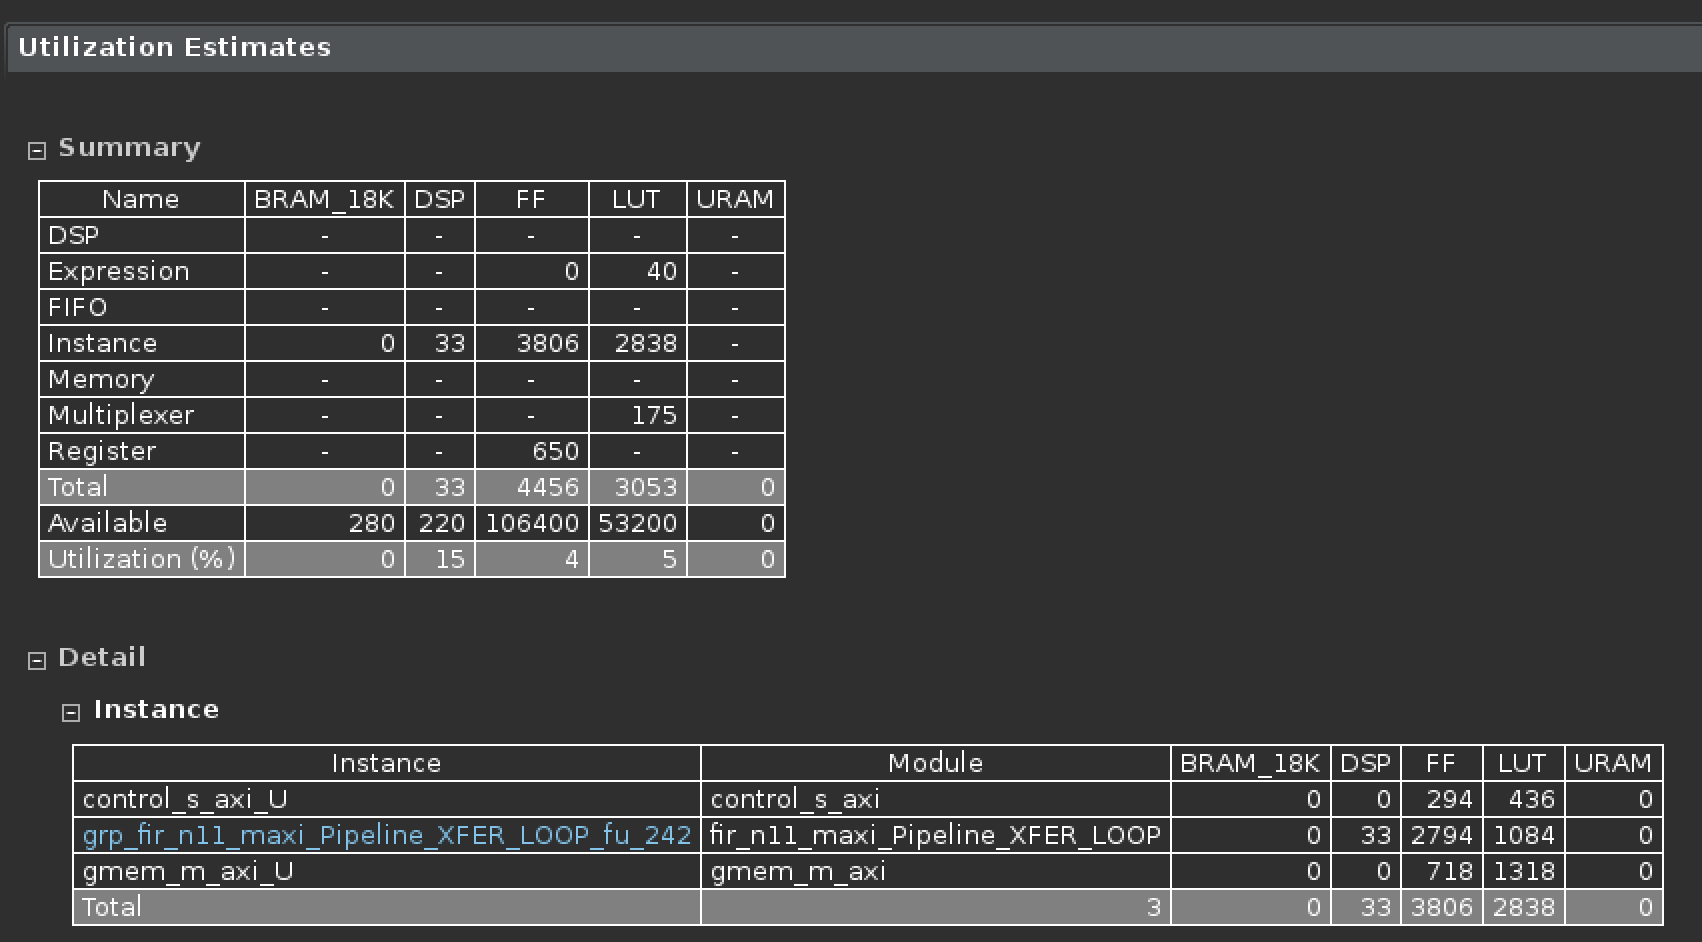 Utilization Estimates
Summary
Name BRAM_18K DSP FF LUT URAM
DSP - - - - -
Expression - - 0 40 -
FIFO - - - - -
Instance 0 33 3806 2838 -
Memory - - - - -
Multiplexer - - - 175 -
Register - - 650 - -
Total 0 33 4456 3053 0
Available 280 220 106400 53200 0
Utilization (%) 0 15 4 5 0
Detail
Instance
Instance Module BRAM_18K DSP FF LUT URAM
control_s_axi_U control_s_axi 0 0 294 436 0
grp_fir_n11_maxi_Pipeline_XFER_LOOP_fu_242 fir_n11_maxi_Pipeline_XFER_LOOP 0 33 2794 1084 0
gmem_m_axi_U gmem_m_axi 0 0 718 1318 0
Total 3 0 33 3806 2838 0